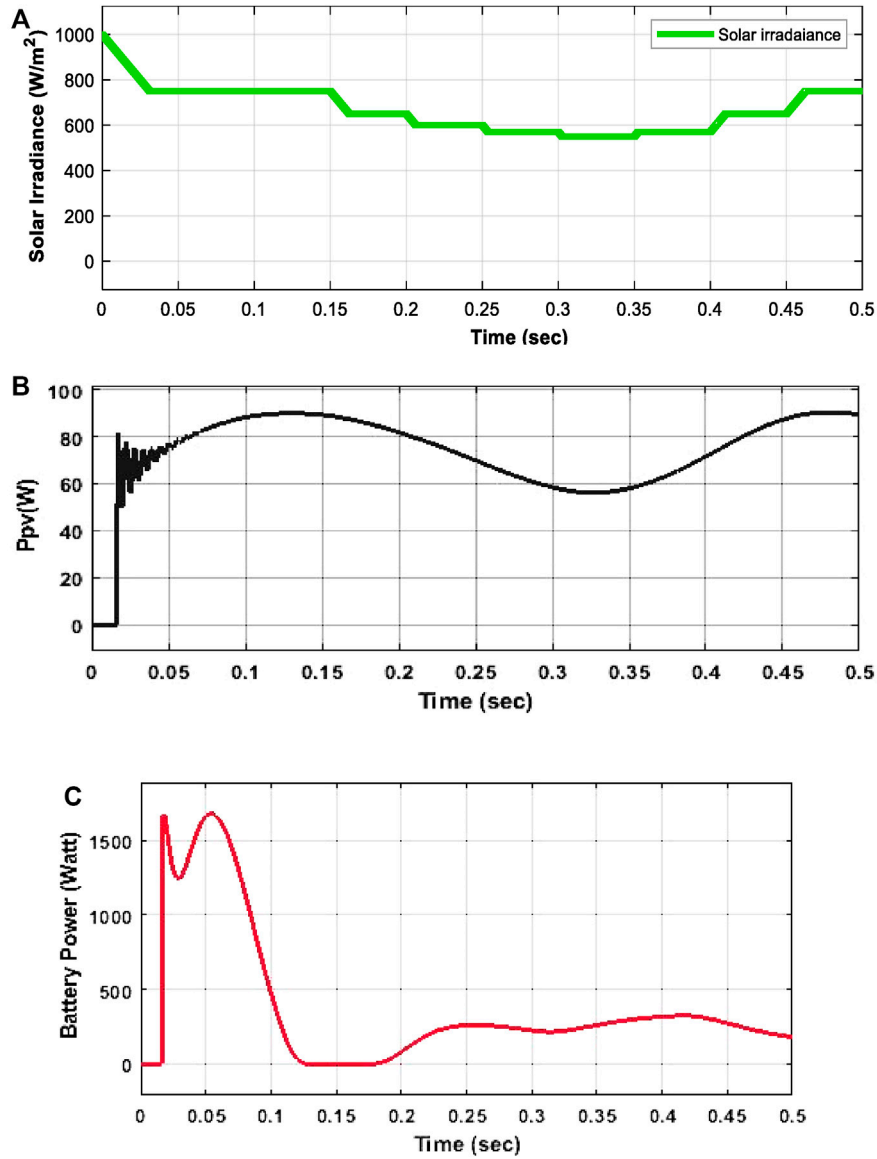 A
Solar Irradiance (W/m²)
1000
800
600
400
200
0
Solar irradaiance
0 0.05 0.1 0.15 0.2 0.25 0.3 0.35 0.4 0.45 0.5
Time (sec)
B
Ppv(W)
100
80
60
40
20
0
0 0.05 0.1 0.15 0.2 0.25 0.3 0.35 0.4 0.45 0.5
Time (sec)
C
Battery Power (Watt)
1500
1000
500
0
0 0.05 0.1 0.15 0.2 0.25 0.3 0.35 0.4 0.45 0.5
Time (sec)